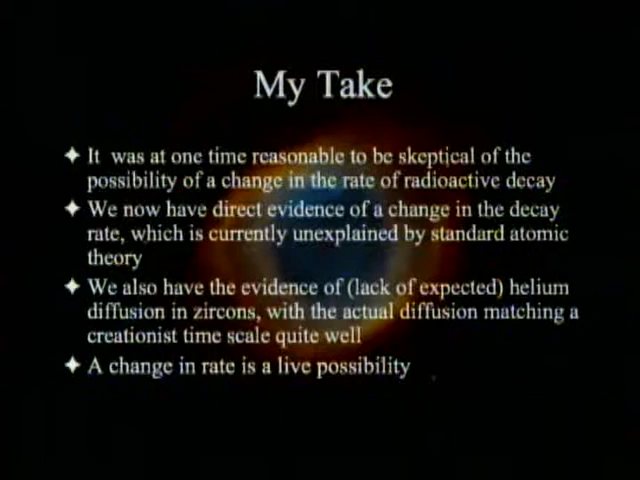 My Take
It was at one time reasonable to be skeptical of the
possibility of a change in the rate of radioactive decay
We now have direct evidence of a change in the decay
rate, which is currently unexplained by standard atomic
theory
We also have the evidence of (lack of expected) helium
diffusion in zircons, with the actual diffusion matching a
creationist time scale quite well
A change in rate is a live possibility